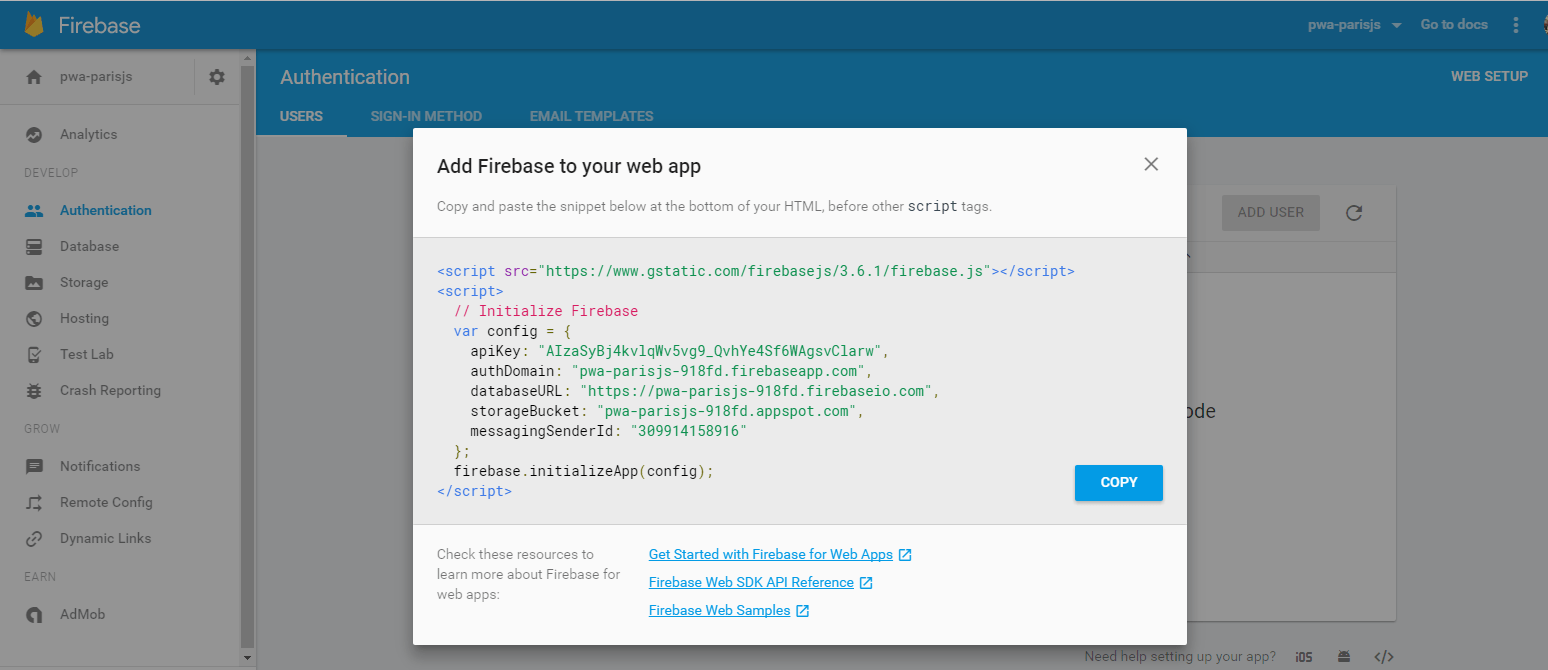 Firebase
pwa-parisjs
Go to docs
pwa-parisjs
Authentication
WEB SETUP
USERS
SIGN-IN METHOD
EMAIL TEMPLATES
Analytics
DEVELOP
Authentication
Database
Storage
Hosting
Test Lab
Crash Reporting
GROW
Notifications
Remote Config
Dynamic Links
EARN
AdMob
Add Firebase to your web app
Copy and paste the snippet below at the bottom of your HTML, before other script tags.
ADD USER
<script src="https://www.gstatic.com/firebasejs/3.6.1/firebase.js"></script>
<script>
// Initialize Firebase
var config = {
apiKey: "AIzaSyBj4kvlqWv5vg9_QvhYe4Sf6WAgsvClarw",
authDomain: "pwa-parisjs-918fd.firebaseapp.com",
databaseURL: "https://pwa-parisjs-918fd.firebaseio.com",
storageBucket: "pwa-parisjs-918fd.appspot.com",
messagingSenderId: "309914158916"
};
firebase.initializeApp(config);
</script>
COPY
ode
Check these resources to
learn more about Firebase for
web apps:
Get Started with Firebase for Web Apps
Firebase Web SDK API Reference
Firebase Web Samples
Need help setting up your app?
iOS